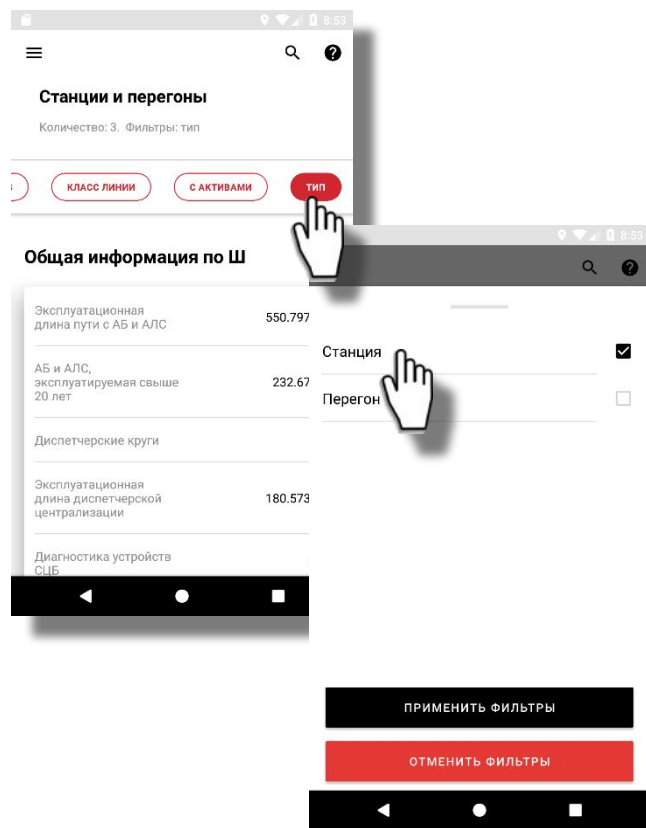 8:53
Станции и перегоны
Количество: 3. Фильтры: тип
КЛАСС ЛИНИИ
С АКТИВАМИ
ТИП
Общая информация по Ш
Эксплуатационная
длина пути с АБ и АЛС
550.797
АБ и АЛС,
эксплуатируемая свыше
20 лет
232.67
Диспетчерские круги
Эксплуатационная
длина диспетчерской
централизации
180.573
Диагностика устройств
СЦБ
8:53
Станция
Перегон
ПРИМЕНИТЬ ФИЛЬТРЫ
ОТМЕНИТЬ ФИЛЬТРЫ